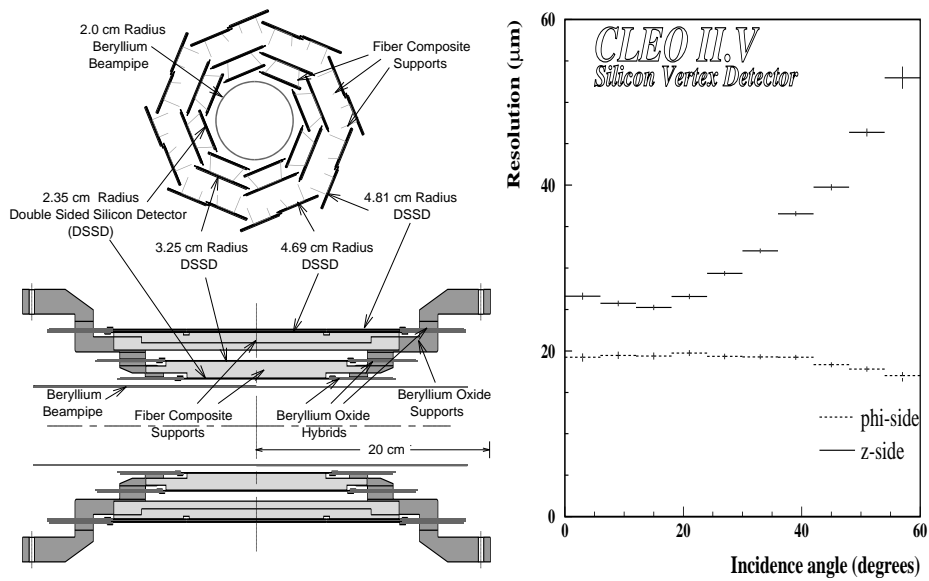 2.0 cm Radius
Beryllium
Beampipe
Fiber Composite
Supports
2.35 cm Radius
Double Sided Silicon Detector
(DSSD)
3.25 cm Radius
DSSD
4.69 cm Radius
DSSD
4.81 cm Radius
DSSD
Beryllium
Beampipe
Fiber Composite
Supports
Beryllium Oxide
Hybrids
Beryllium Oxide
Supports
20 cm
CLEO II.V
Silicon Vertex Detector
Resolution (μm)
60
40
20
0
phi-side
z-side
0
20
40
60
Incidence angle (degrees)